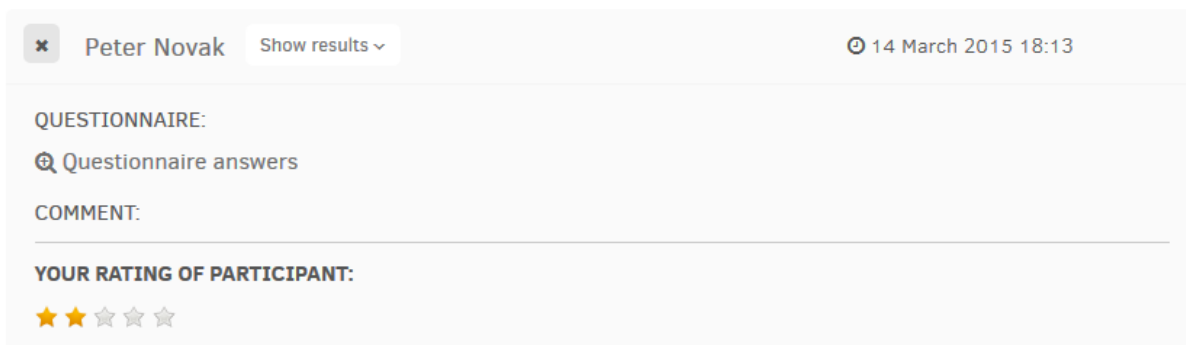 Peter Novak Show results 14 March 2015 18:13
QUESTIONNAIRE:
Questionnaire answers
COMMENT:
YOUR RATING OF PARTICIPANT: